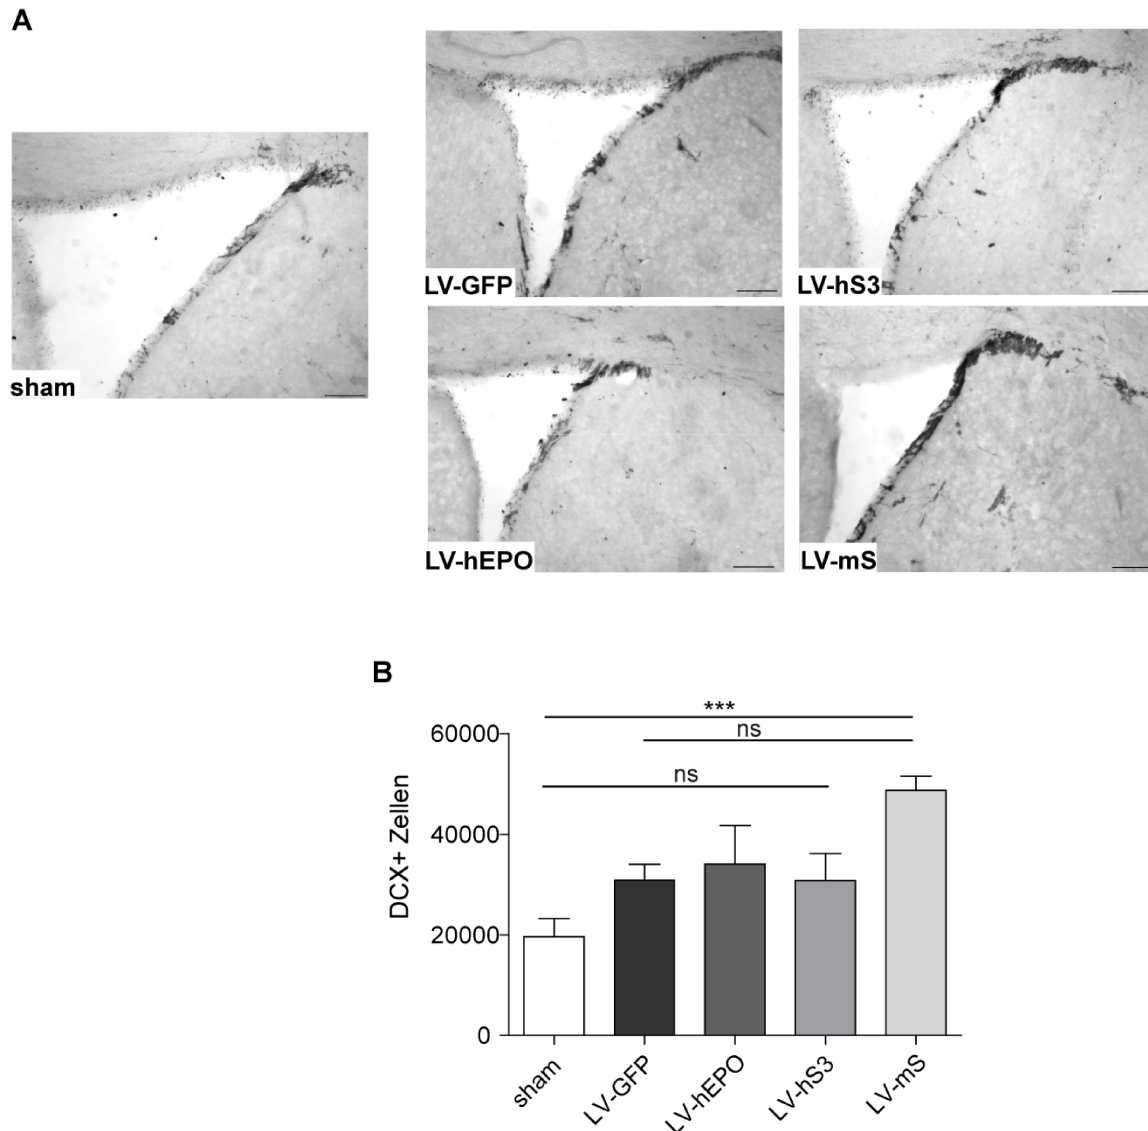 A
LV-GFP
LV-hS3
sham
LV-hEPO
LV-mS
B
***
ns
ns
60000
40000
20000
0
DCX+ Zellen
sham
LV-GFP
LV-hEPO
LV-hS3
LV-mS